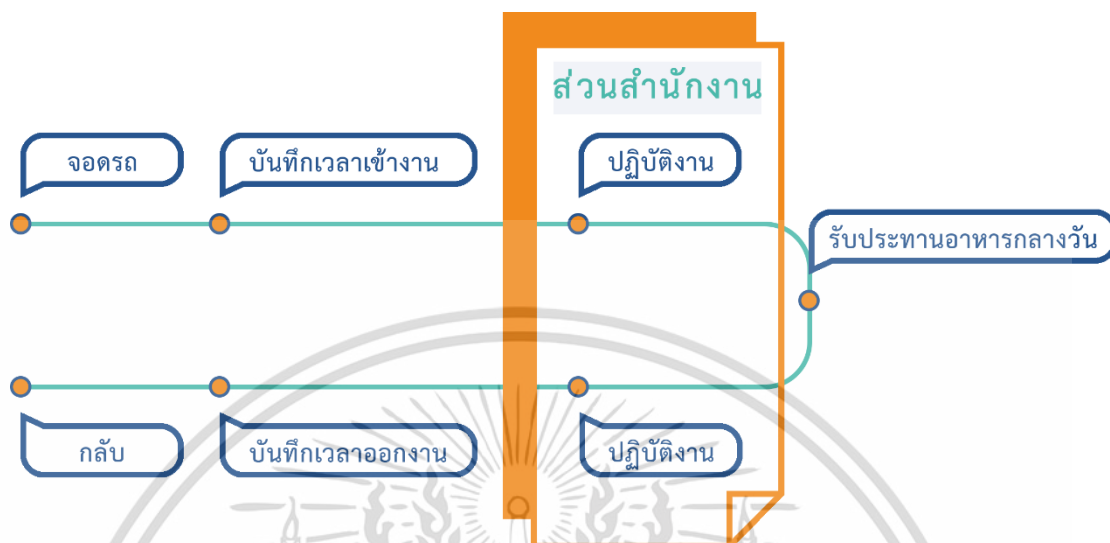 ส่วนสำนักงาน
จอดรถ
บันทึกเวลาเข้างาน
ปฏิบัติงาน
รับประทานอาหารกลางวัน
กลับ
บันทึกเวลาออกงาน
ปฏิบัติงาน